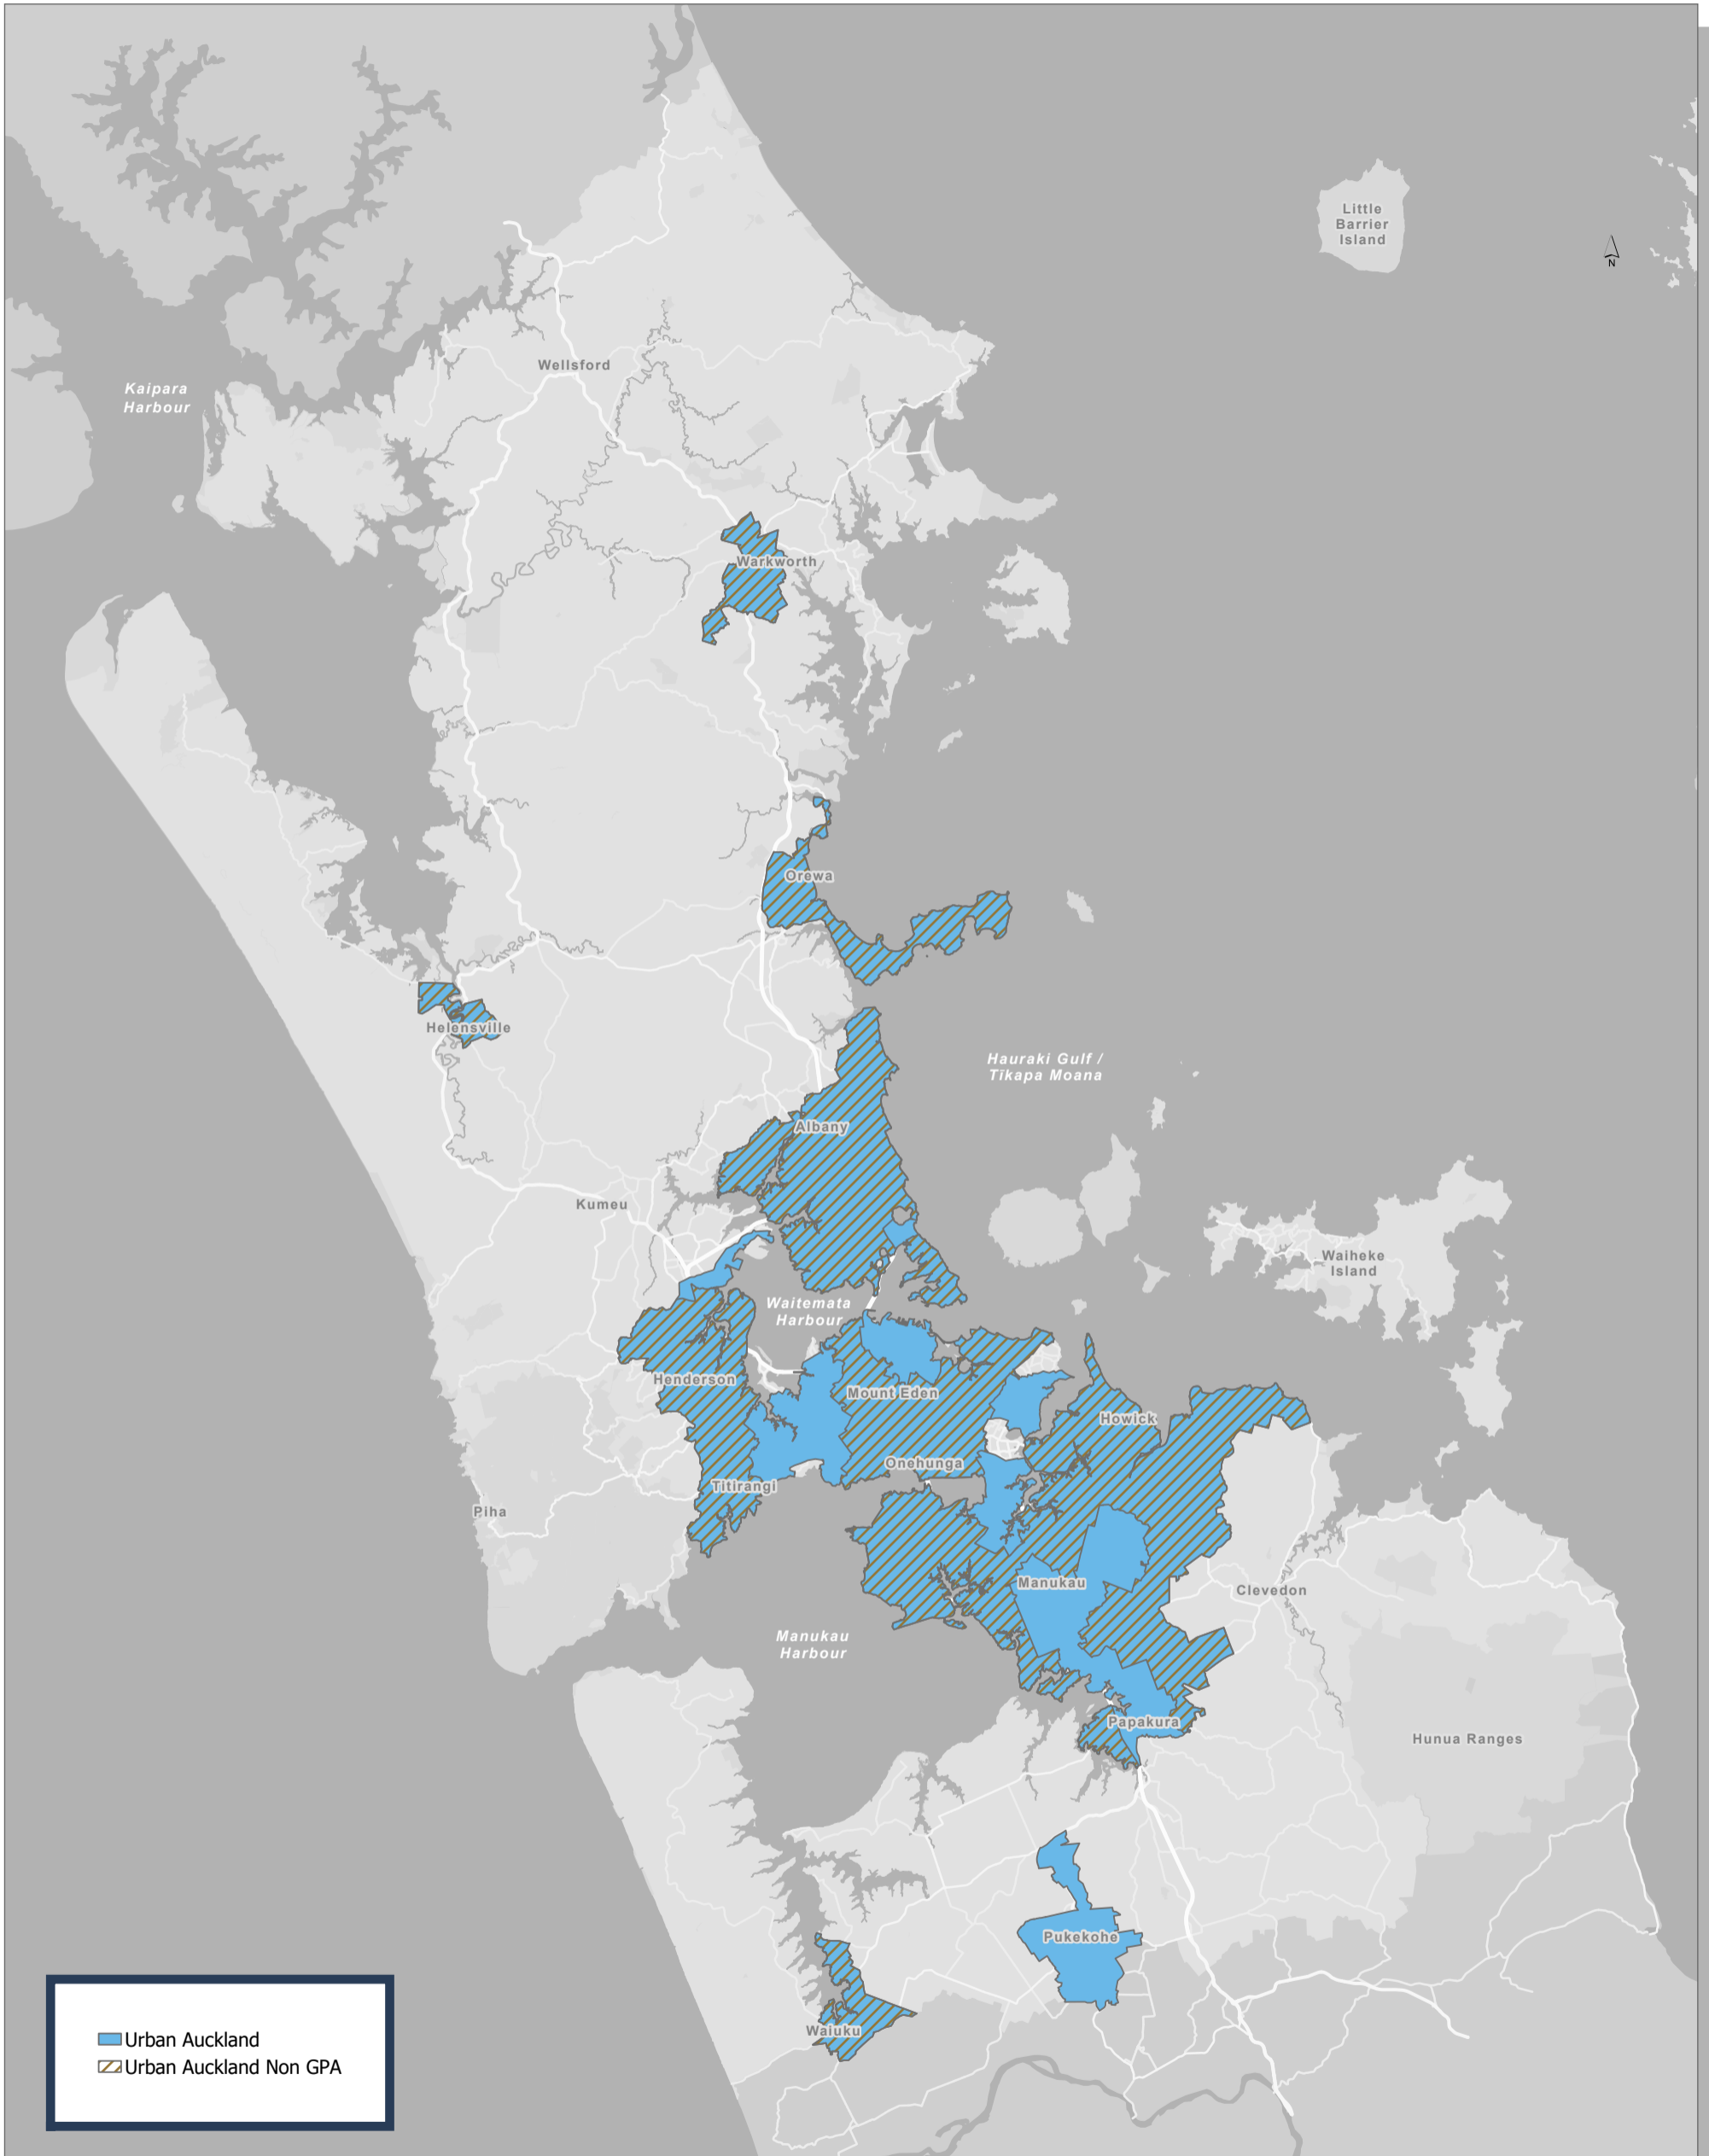 Little
Barrier
Island
N
Wellsford
Kaipara
Harbour
Warkworth
Orewa
Helensville
Hauraki Gulf /
Tīkapa Moana
Albany
Kumeu
Waiheke
Island
Waitemata
Harbour
Henderson
Mount Eden
Howick
Onehunga
Titirangi
Piha
Manukau
Clevedon
Manukau
Harbour
Papakura
Hunua Ranges
Pukekohe
Waiuku
Urban Auckland
Urban Auckland Non GPA